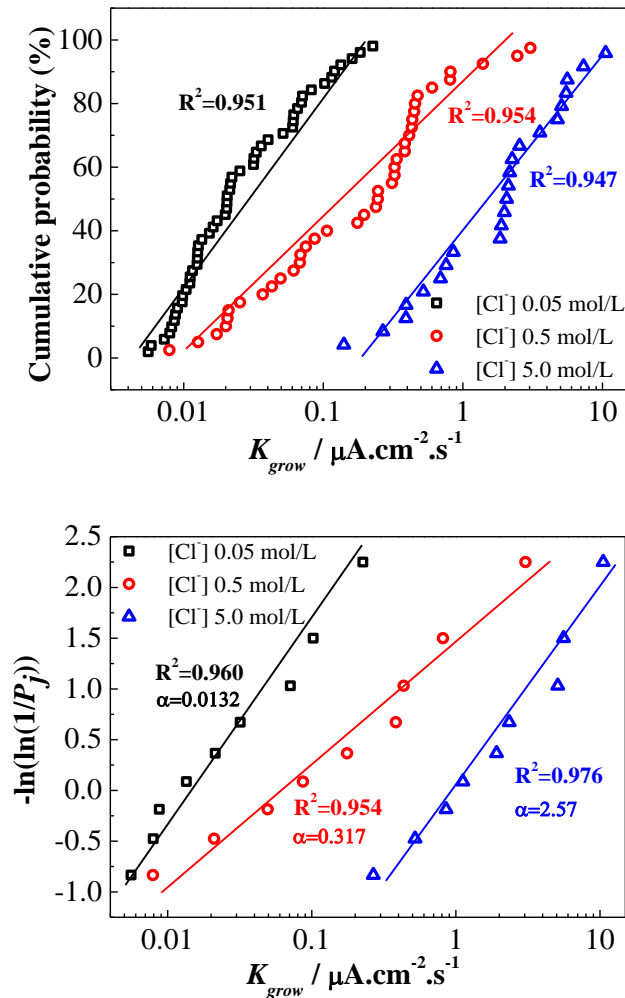 100
80
60
40
20
0
Cumulative probability (%)
R²=0.951
R²=0.954
R²=0.947
[Cl⁻] 0.05 mol/L
[Cl⁻] 0.5 mol/L
[Cl⁻] 5.0 mol/L
0.01 0.1 1 10
K_grow / μA.cm⁻².s⁻¹
2.5
2.0
1.5
1.0
0.5
0.0
-0.5
-1.0
-ln(ln(1/Pj))
[Cl⁻] 0.05 mol/L
[Cl⁻] 0.5 mol/L
[Cl⁻] 5.0 mol/L
R²=0.960
α=0.0132
R²=0.954
α=0.317
R²=0.976
α=2.57
0.01 0.1 1 10
K_grow / μA.cm⁻².s⁻¹